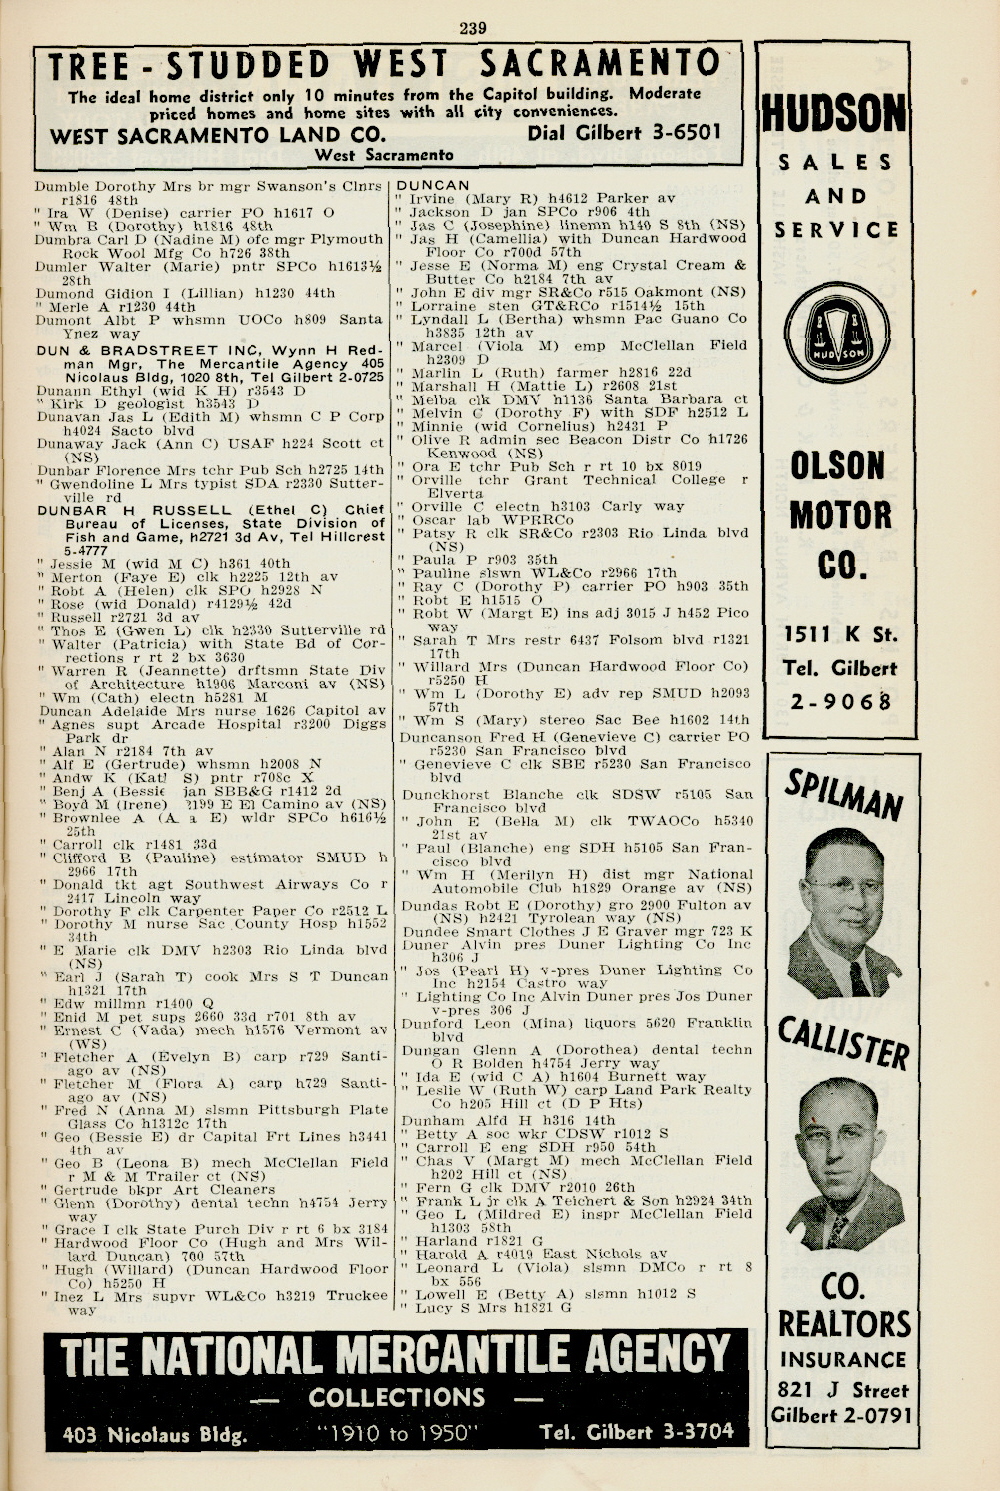 239
TREE-STUDDED WEST SACRAMENTO
The ideal home district only 10 minutes from the Capitol building. Moderate
priced homes and home sites with all city conveniences.
WEST SACRAMENTO LAND CO. Dial Gilbert 3-6501
West Sacramento
Dumble Dorothy Mrs br mgr Swanson's Clnrs
r1816 48th
" Ira W (Denise) carrier PO h1617 O
" Wm B (Dorothy) h1816 48th
Dumbra Carl D (Nadine M) ofc mgr Plymouth
Rock Wool Mfg Co h726 38th
Dumler Walter (Marie) pntr SPCo h1613½
28th
Dumond Gidion I (Lillian) h1230 44th
" Merle A r1230 44th
Dumont Albt P whsmn UOCo h809 Santa
Ynez way
DUN & BRADSTREET INC, Wynn H Red-
man Mgr, The Mercantile Agency 405
Nicolaus Bldg, 1020 8th, Tel Gilbert 2-0725
Dunann Ethyl (wid K H) r3543 D
" Kirk D geologist h3543 D
Dunavan Jas L (Edith M) whsmn C P Corp
h4024 Sacto blvd
Dunaway Jack (Ann C) USAF h224 Scott ct
(NS)
Dunbar Florence Mrs tchr Pub Sch h2725 14th
" Gwendoline L Mrs typist SDA r2330 Sutter-
ville rd
DUNBAR H RUSSELL (Ethel C) Chief
Bureau of Licenses, State Division of
Fish and Game, h2721 3d Av, Tel Hillcrest
5-4777
" Jessie M (wid M C) h361 40th
" Merton (Faye E) clk h2225 12th av
" Robt A (Helen) clk SPO h2928 N
" Rose (wid Donald) r4129½ 42d
" Russell r2721 3d av
" Thos E (Gwen L) clk h2330 Sutterville rd
" Walter (Patricia) with State Bd of Cor-
rections r rt 2 bx 3630
" Warren R (Jeannette) drftsmn State Div
of Architecture h1906 Marconi av (NS)
" Wm (Cath) electn h5281 M
Duncan Adelaide Mrs nurse 1626 Capitol av
" Agnes supt Arcade Hospital r3200 Diggs
Park dr
" Alan N r2184 7th av
" Alf E (Gertrude) whsmn h2008 N
" Andw K (Kat S) pntr r708c X
" Benj A (Bessie jan SBB&G r1412 2d
" Boyd M (Irene) ?199 E El Camino av (NS)
" Brownlee A (A a E) wldr SPCo h616½
25th
" Carroll clk r1481 33d
" Clifford B (Pauline) estimator SMUD h
2966 17th
" Donald tkt agt Southwest Airways Co r
2417 Lincoln way
" Dorothy F clk Carpenter Paper Co r2512 L
" Dorothy M nurse Sac County Hosp h1552
34th
" E Marie clk DMV h2303 Rio Linda blvd
(NS)
" Earl J (Sarah T) cook Mrs S T Duncan
h1321 17th
" Edw millmn r1400 Q
" Enid M pet sups 2660 33d r701 8th av
" Ernest C (Vada) mech h1576 Vermont av
(WS)
" Fletcher A (Evelyn B) carp r729 Santi-
ago av (NS)
" Fletcher M (Flora A) carp h729 Santi-
ago av (NS)
" Fred N (Anna M) slsmn Pittsburgh Plate
Glass Co h1312c 17th
" Geo (Bessie E) dr Capital Frt Lines h3441
4th av
" Geo B (Leona B) mech McClellan Field
r M & M Trailer ct (NS)
" Gertrude bkpr Art Cleaners
" Glenn (Dorothy) dental techn h4754 Jerry
way
" Grace I clk State Purch Div r rt 6 bx 3184
" Hardwood Floor Co (Hugh and Mrs Wil-
lard Duncan) 700 57th
" Hugh (Willard) (Duncan Hardwood Floor
Co) h5250 H
" Inez L Mrs supvr WL&Co h3219 Truckee
way
DUNCAN
" Irvine (Mary R) h4612 Parker av
" Jackson D jan SPCo r906 4th
" Jas C (Josephine) linemn h140 S 8th (NS)
" Jas H (Camellia) with Duncan Hardwood
Floor Co r700d 57th
" Jesse E (Norma M) eng Crystal Cream &
Butter Co h2184 7th av
" John E div mgr SR&Co r515 Oakmont (NS)
" Lorraine sten GT&RCo r1514½ 15th
" Lyndall L (Bertha) whsmn Pac Guano Co
h3835 12th av
" Marcel (Viola M) emp McClellan Field
h2309 D
" Marlin L (Ruth) farmer h2816 22d
" Marshall H (Mattie L) r2608 21st
" Melba clk DMV h1136 Santa Barbara ct
" Melvin C (Dorothy F) with SDF h2512 L
" Minnie (wid Cornelius) h2431 P
" Olive R admin sec Beacon Distr Co h1726
Kenwood (NS)
" Ora E tchr Pub Sch r rt 10 bx 8019
" Orville tchr Grant Technical College r
Elverta
" Orville C electn h3103 Carly way
" Oscar lab WPRRCo
" Patsy R clk SR&Co r2303 Rio Linda blvd
(NS)
" Paula P r903 35th
" Pauline slswn WL&Co r2966 17th
" Ray C (Dorothy P) carrier PO h903 35th
" Robt E h1515 O
" Robt W (Margt E) ins adj 3015 J h452 Pico
way
" Sarah T Mrs restr 6437 Folsom blvd r1321
17th
" Willard Mrs (Duncan Hardwood Floor Co)
r5250 H
" Wm L (Dorothy E) adv rep SMUD h2093
57th
" Wm S (Mary) stereo Sac Bee h1602 14th
Duncanson Fred H (Genevieve C) carrier PO
r5230 San Francisco blvd
" Genevieve C clk SBE r5230 San Francisco
blvd
Dunckhorst Blanche clk SDSW r5105 San
Francisco blvd
" John E (Bella M) clk TWAOCo h5340
21st av
" Paul (Blanche) eng SDH h5105 San Fran-
cisco blvd
" Wm H (Merilyn H) dist mgr National
Automobile Club h1829 Orange av (NS)
Dundas Robt E (Dorothy) gro 2900 Fulton av
(NS) h2421 Tyrolean way (NS)
Dundee Smart Clothes J E Graver mgr 723 K
Duner Alvin pres Duner Lighting Co Inc
h306 J
" Jos (Pearl H) v-pres Duner Lighting Co
Inc h2154 Castro way
" Lighting Co Inc Alvin Duner pres Jos Duner
v-pres 306 J
Dunford Leon (Mina) liquors 5620 Franklin
blvd
Dungan Glenn A (Dorothea) dental techn
O R Bolden h4754 Jerry way
" Ida E (wid C A) h1604 Burnett way
" Leslie W (Ruth W) carp Land Park Realty
Co h205 Hill ct (D P Hts)
Dunham Alfd H h316 14th
" Betty A soc wkr CDSW r1012 S
" Carroll E eng SDH r950 54th
" Chas V (Margt M) mech McClellan Field
h202 Hill ct (NS)
" Fern G clk DMV r2010 26th
" Frank L jr clk A Teichert & Son h2924 34th
" Geo L (Mildred E) inspr McClellan Field
h1303 58th
" Harland r1821 G
" Harold A r4019 East Nichols av
" Leonard L (Viola) slsmn DMCo r rt 8
bx 556
" Lowell E (Betty A) slsmn h1012 S
" Lucy S Mrs h1821 G
HUDSON
SALES
AND
SERVICE
HUDSON
OLSON
MOTOR
CO.
1511 K St.
Tel. Gilbert
2-9068
SPILMAN
CALLISTER
CO.
REALTORS
INSURANCE
821 J Street
Gilbert 2-0791
THE NATIONAL MERCANTILE AGENCY
— COLLECTIONS —
403 Nicolaus Bldg. "1910 to 1950" Tel. Gilbert 3-3704